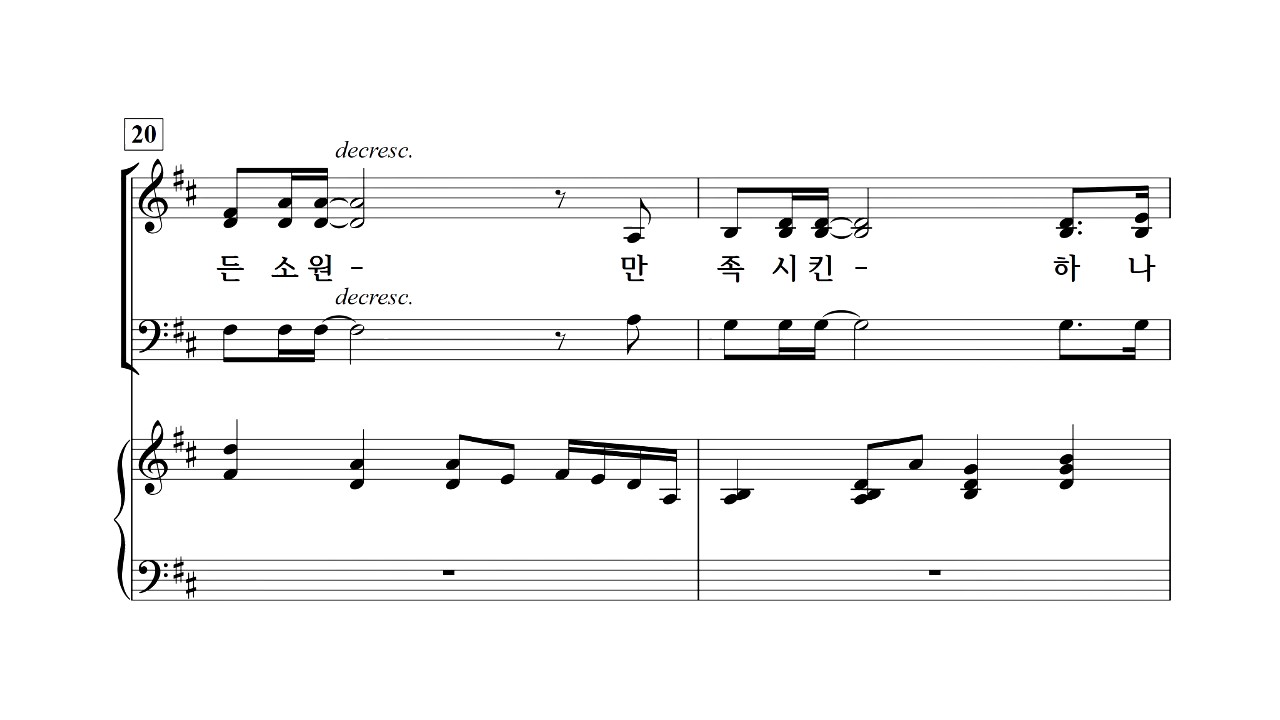 20
decresc.
든 소 원 - 만 족 시 킨 - 하 나
decresc.